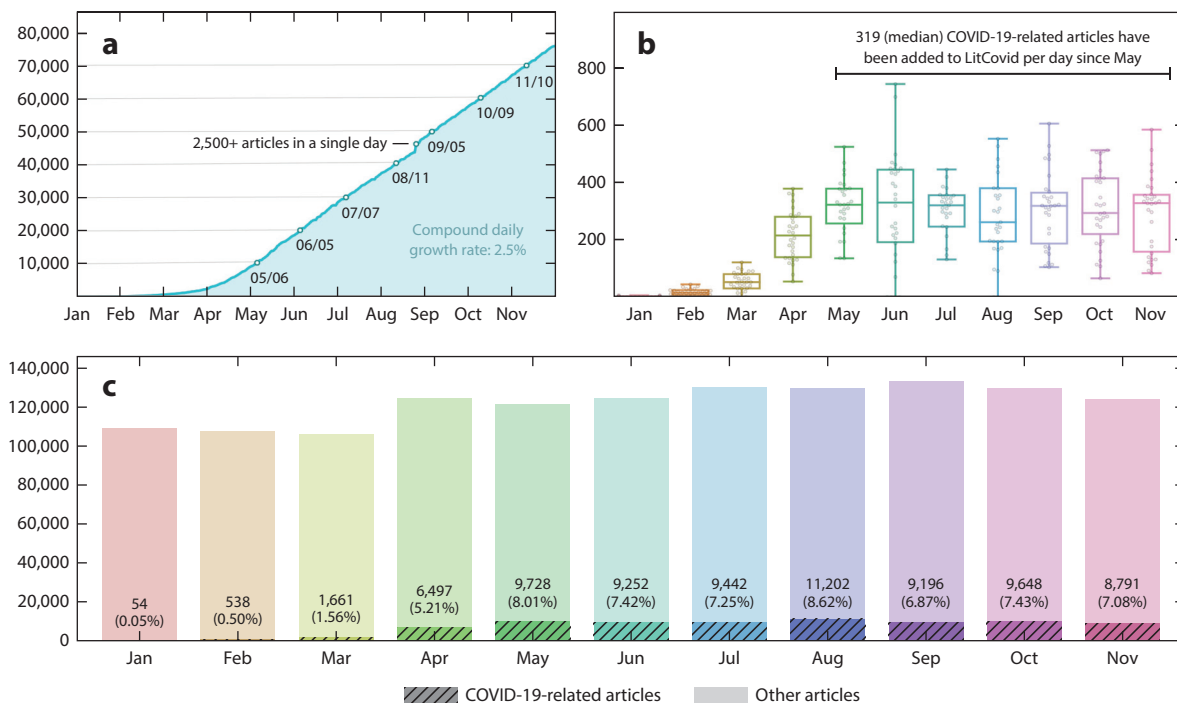 a
80,000
70,000
60,000
50,000
40,000
30,000
20,000
10,000
0
Jan Feb Mar Apr May Jun Jul Aug Sep Oct Nov
11/10
10/09
09/05
2,500+ articles in a single day
08/11
07/07
06/05
05/06
Compound daily
growth rate: 2.5%
b
319 (median) COVID-19-related articles have
been added to LitCovid per day since May
800
600
400
200
Jan Feb Mar Apr May Jun Jul Aug Sep Oct Nov
c
140,000
120,000
100,000
80,000
60,000
40,000
20,000
0
54 538 1,661 6,497 9,728 9,252 9,442 11,202 9,196 9,648 8,791
(0.05%) (0.50%) (1.56%) (5.21%) (8.01%) (7.42%) (7.25%) (8.62%) (6.87%) (7.43%) (7.08%)
Jan Feb Mar Apr May Jun Jul Aug Sep Oct Nov
COVID-19-related articles Other articles